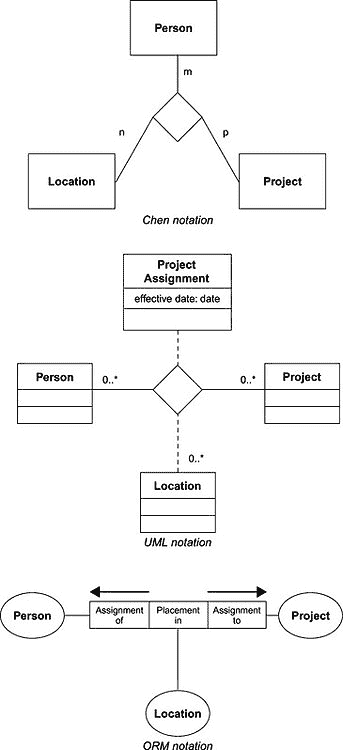 Person
m
n
p
Location
Project
Chen notation
Project
Assignment
effective date: date
Person
0..*
0..*
Project
0..*
Location
UML notation
Person
Assignment
of
Placement
in
Assignment
to
Project
Location
ORM notation